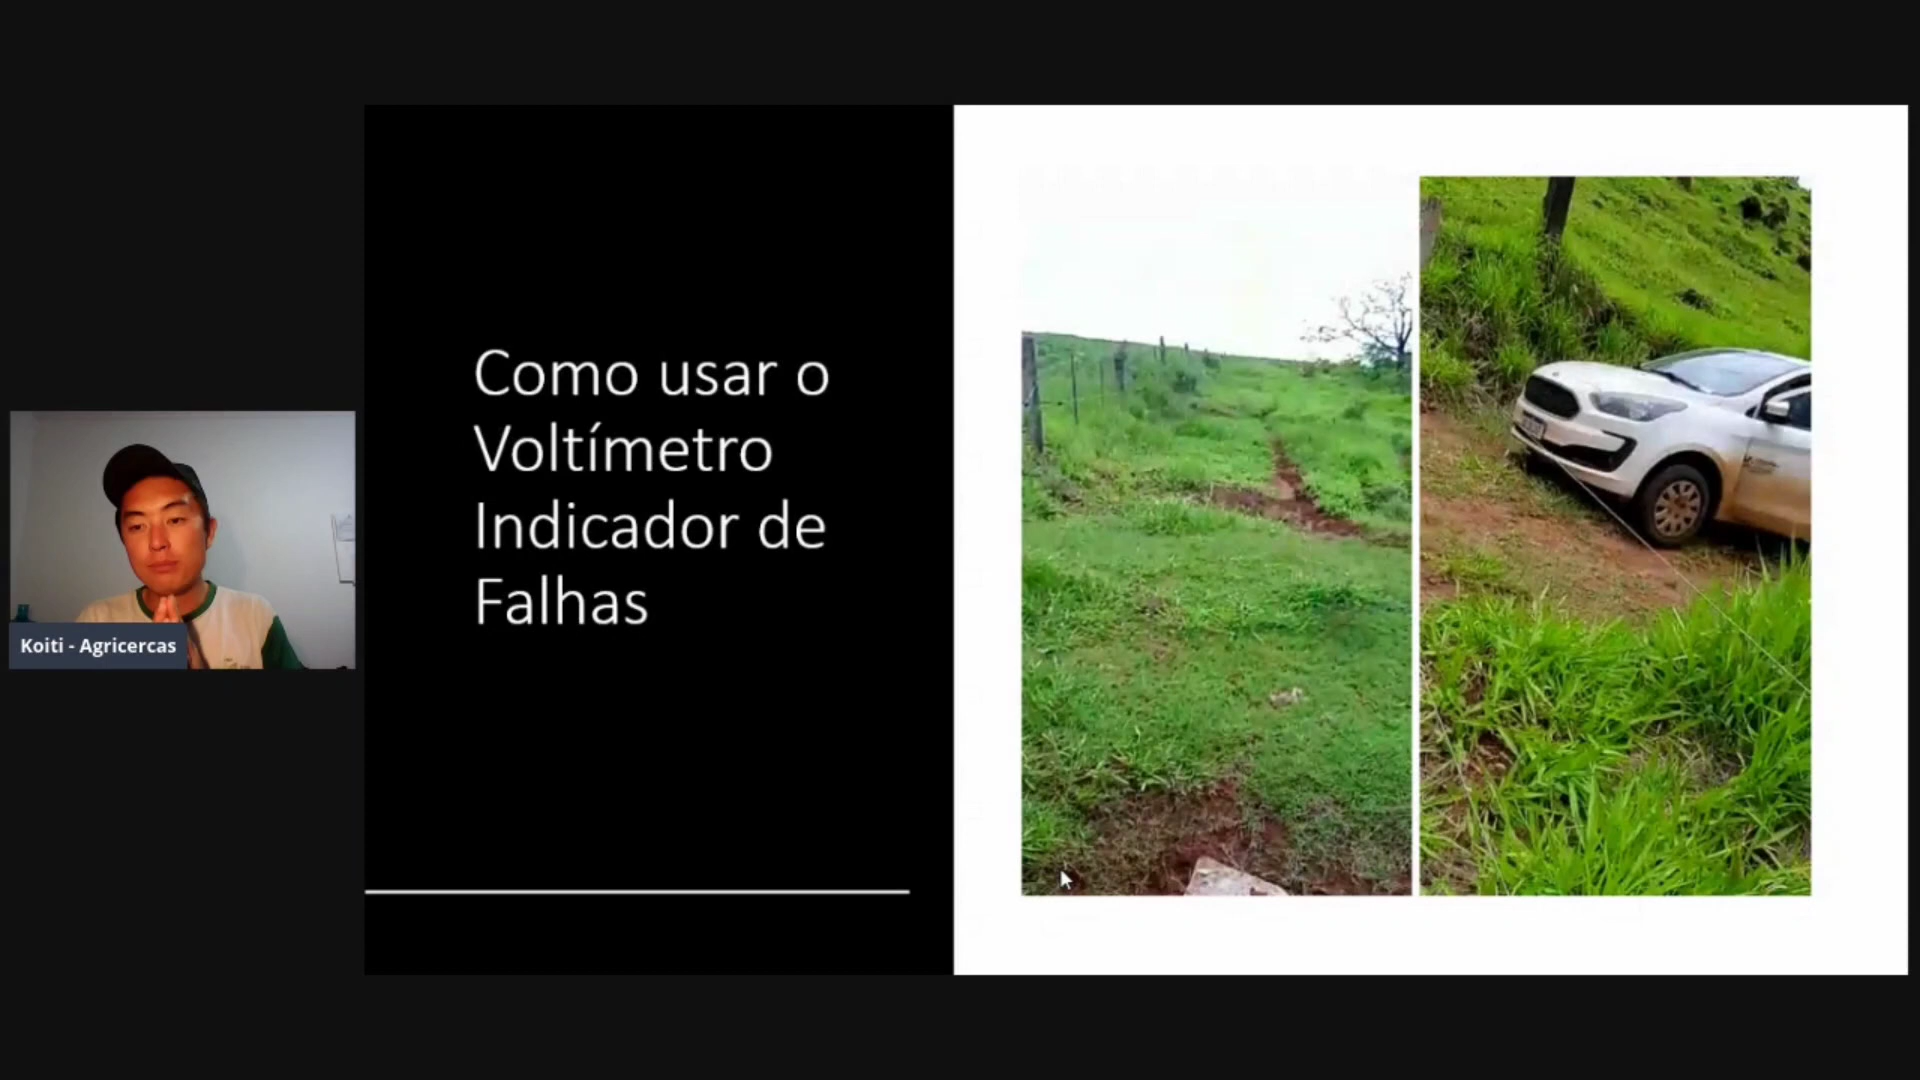 Como usar o
Voltímetro
Indicador de
Falhas
Koiti - Agricercas